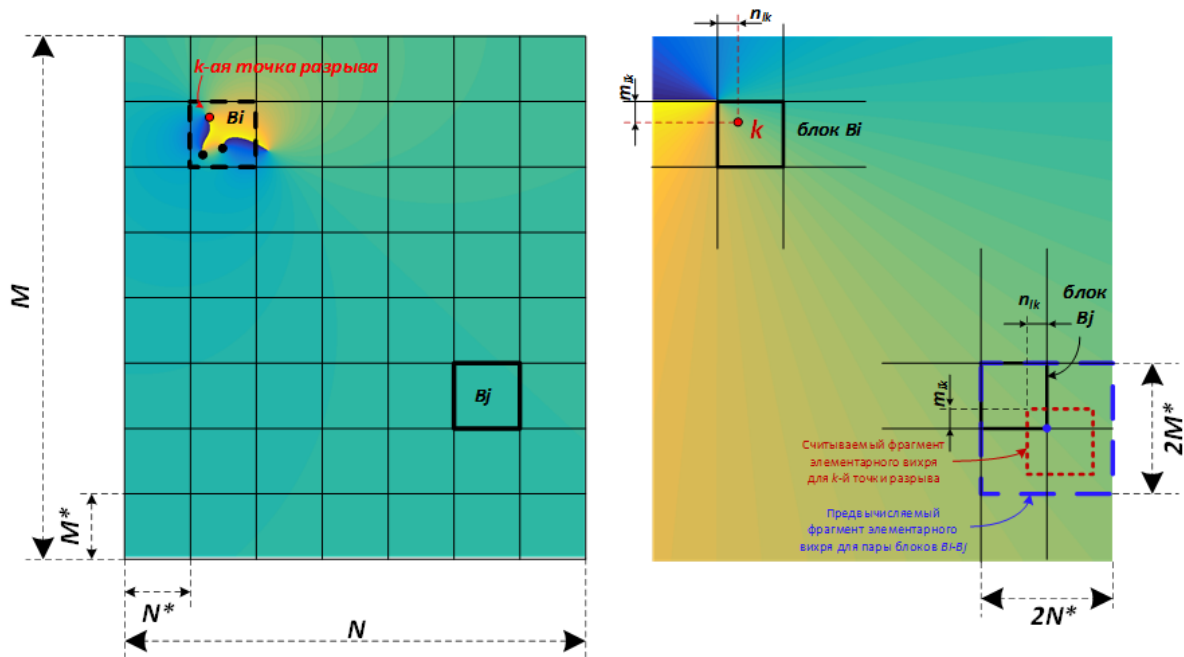 k-ая точка разрыва
Bi
M
Bj
M*
N*
N
n_lk
m_lk
k
блок Bi
n_lk
блок
Bj
m_lk
2M*
Считываемый фрагмент
элементарного вихря
для k-й точки разрыва
Предвычисляемый
фрагмент элементарного
вихря для пары блоков Bi-Bj
2N*